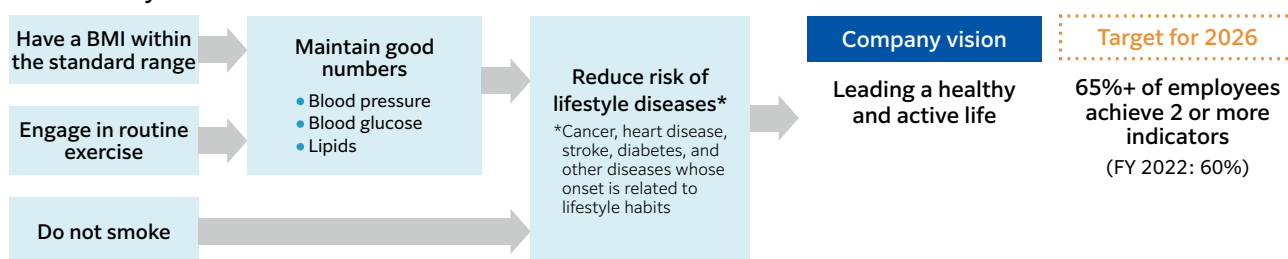 Have a BMI within
the standard range
Engage in routine
exercise
Do not smoke
Maintain good
numbers
• Blood pressure
• Blood glucose
• Lipids
Reduce risk of
lifestyle diseases*
*Cancer, heart disease,
stroke, diabetes, and
other diseases whose
onset is related to
lifestyle habits
Company vision
Leading a healthy
and active life
Target for 2026
65%+ of employees
achieve 2 or more
indicators
(FY 2022: 60%)